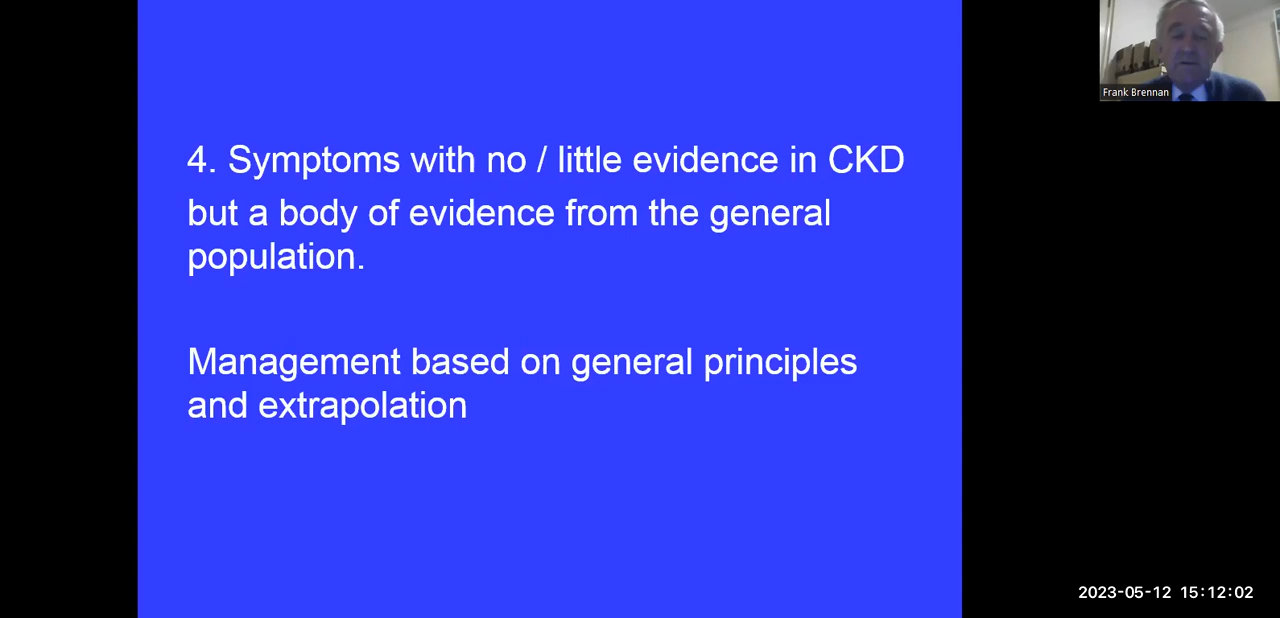 4. Symptoms with no / little evidence in CKD
but a body of evidence from the general
population.
Management based on general principles
and extrapolation
Frank Brennan
2023-05-12 15:12:02